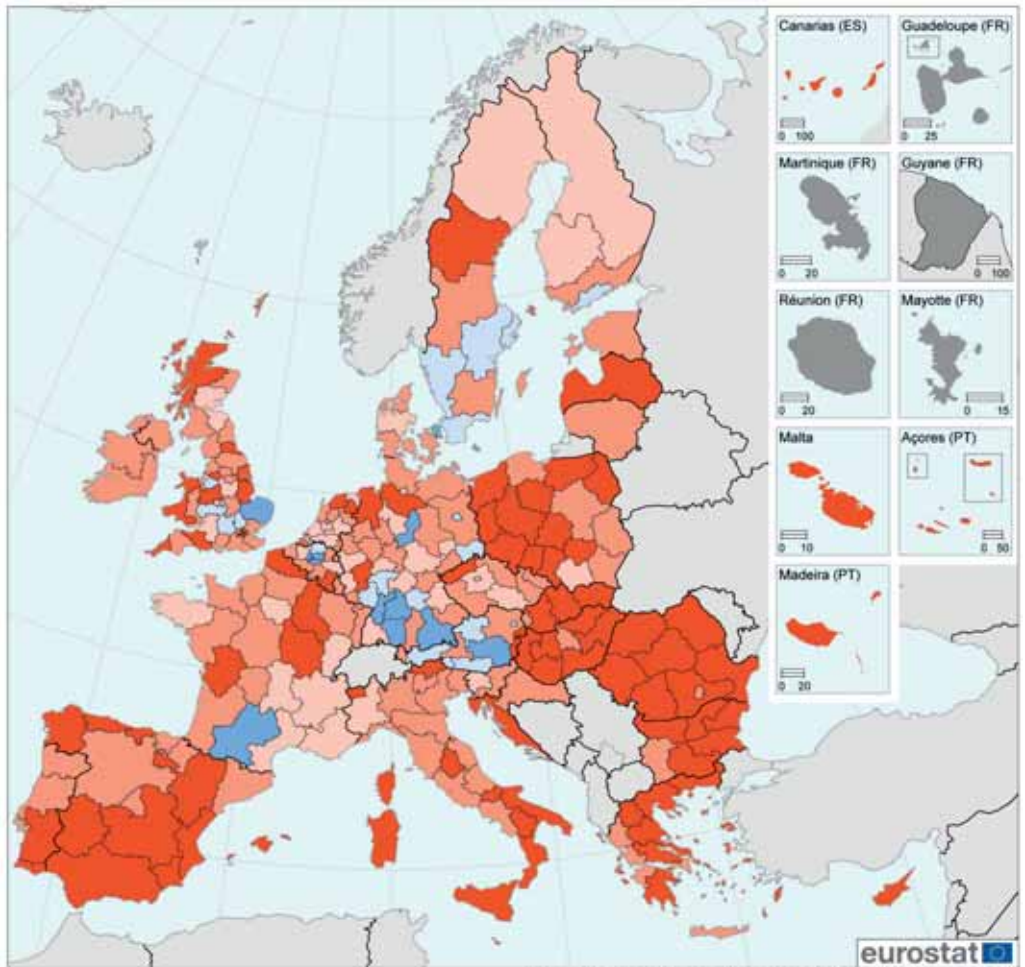 Canarias (ES)
0 100
Guadeloupe (FR)
0 25
Martinique (FR)
0 20
Guyane (FR)
0 100
Réunion (FR)
0 20
Mayotte (FR)
0 15
Malta
0 10
Açores (PT)
0 50
Madeira (PT)
0 20
eurostat